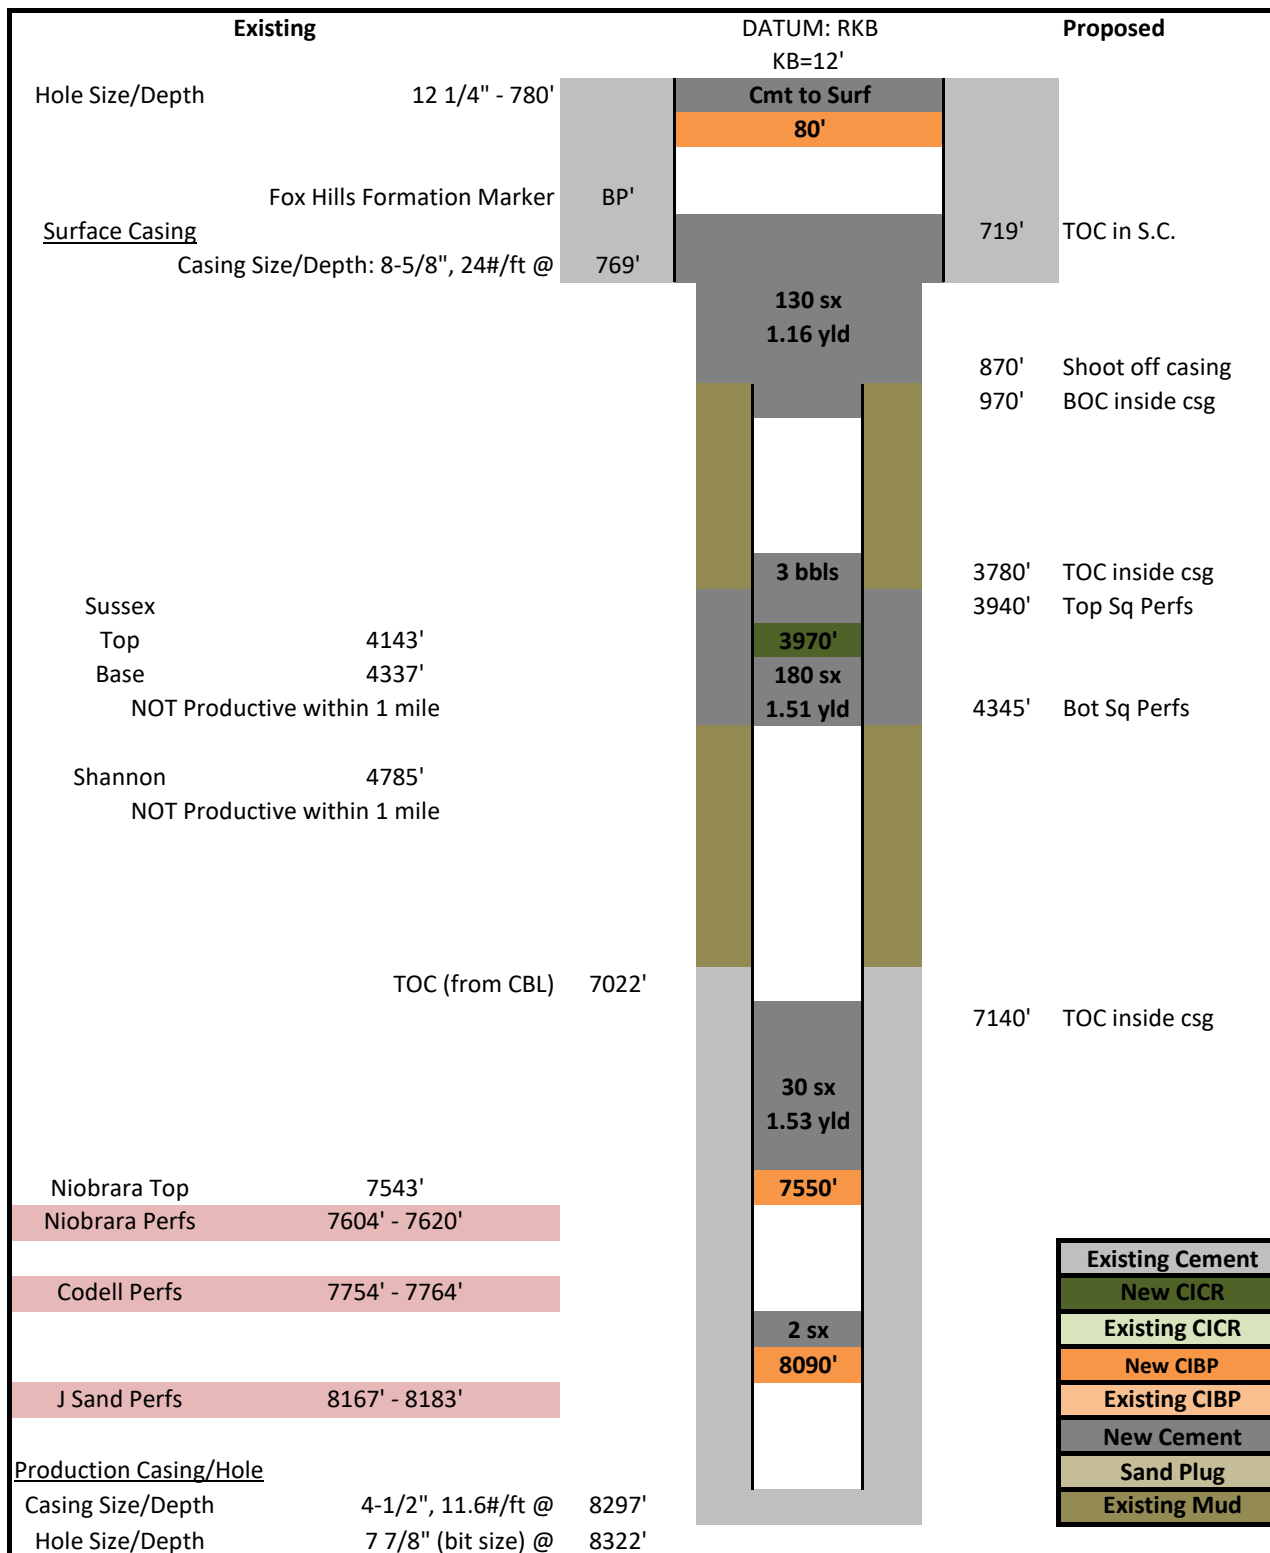 Existing DATUM: RKB Proposed
KB=12'
Hole Size/Depth 12 1/4" - 780' Cmt to Surf
80'
Fox Hills Formation Marker BP'
Surface Casing 719' TOC in S.C.
Casing Size/Depth: 8-5/8", 24#/ft @ 769'
130 sx
1.16 yld
870' Shoot off casing
970' BOC inside csg
3 bbls 3780' TOC inside csg
Sussex 3940' Top Sq Perfs
Top 4143' 3970'
Base 4337' 180 sx
NOT Productive within 1 mile 1.51 yld 4345' Bot Sq Perfs
Shannon 4785'
NOT Productive within 1 mile
TOC (from CBL) 7022'
7140' TOC inside csg
30 sx
1.53 yld
Niobrara Top 7543' 7550'
Niobrara Perfs 7604' - 7620'
Existing Cement
Codell Perfs 7754' - 7764' New CICR
2 sx Existing CICR
8090' New CIBP
J Sand Perfs 8167' - 8183' Existing CIBP
New Cement
Production Casing/Hole Sand Plug
Casing Size/Depth 4-1/2", 11.6#/ft @ 8297' Existing Mud
Hole Size/Depth 7 7/8" (bit size) @ 8322'